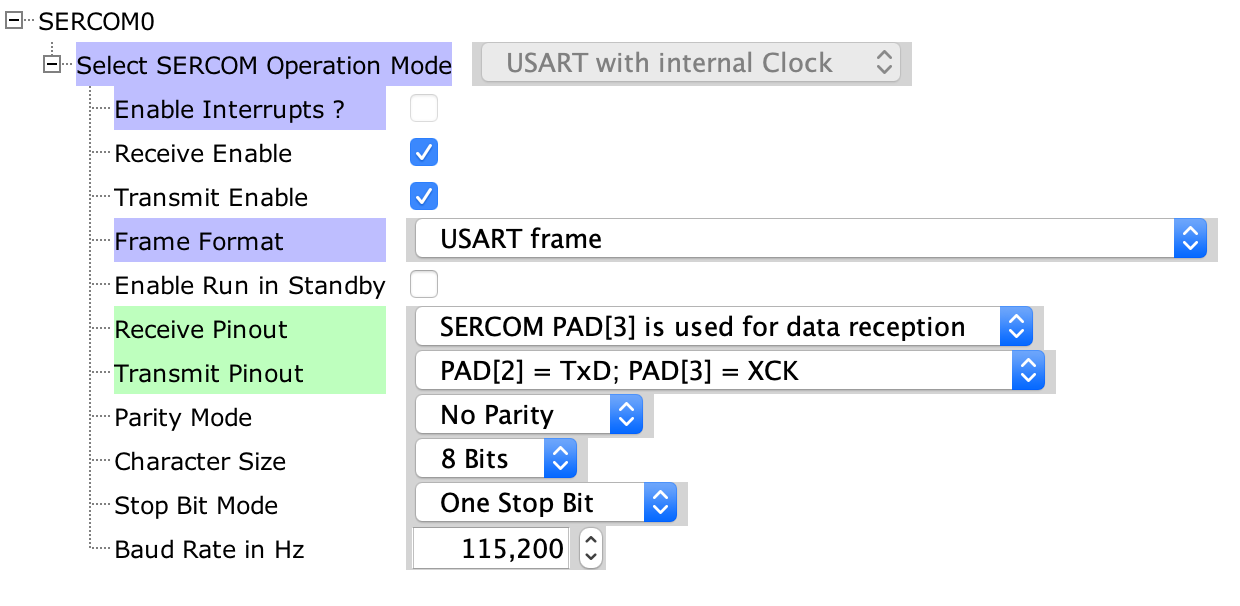 SERCOM0
Select SERCOM Operation Mode USART with internal Clock
Enable Interrupts ?
Receive Enable
Transmit Enable
Frame Format USART frame
Enable Run in Standby
Receive Pinout SERCOM PAD[3] is used for data reception
Transmit Pinout PAD[2] = TxD; PAD[3] = XCK
Parity Mode No Parity
Character Size 8 Bits
Stop Bit Mode One Stop Bit
Baud Rate in Hz 115,200